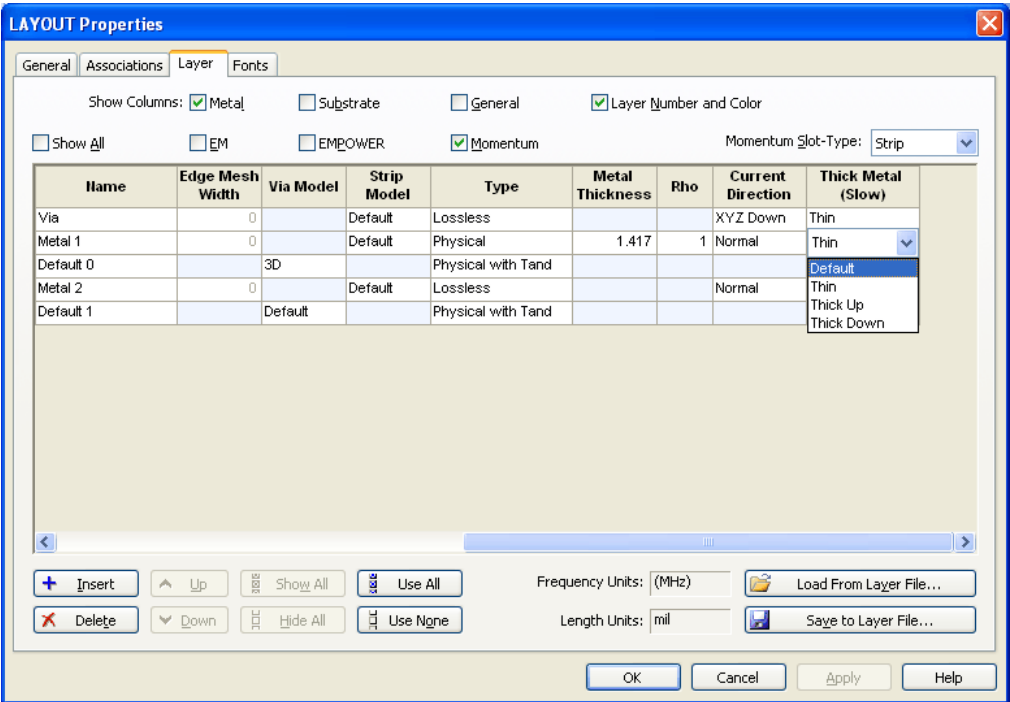 LAYOUT Properties
General Associations Layer Fonts
Show Columns: Metal Substrate General Layer Number and Color
Show All EM EMPOWER Momentum Momentum Slot-Type: Strip
Name Edge Mesh Width Via Model Strip Model Type Metal Thickness Rho Current Direction Thick Metal (Slow)
Via 0 Default Lossless XYZ Down Thin
Metal 1 0 Default Physical 1.417 1 Normal Thin
Default 0 3D Physical with Tand Default
Metal 2 0 Default Lossless Normal Thin
Thick Up
Default 1 Default Physical with Tand Thick Down
Insert Up Show All Use All Frequency Units: (MHz) Load From Layer File...
Delete Down Hide All Use None Length Units: mil Save to Layer File...
OK Cancel Apply Help